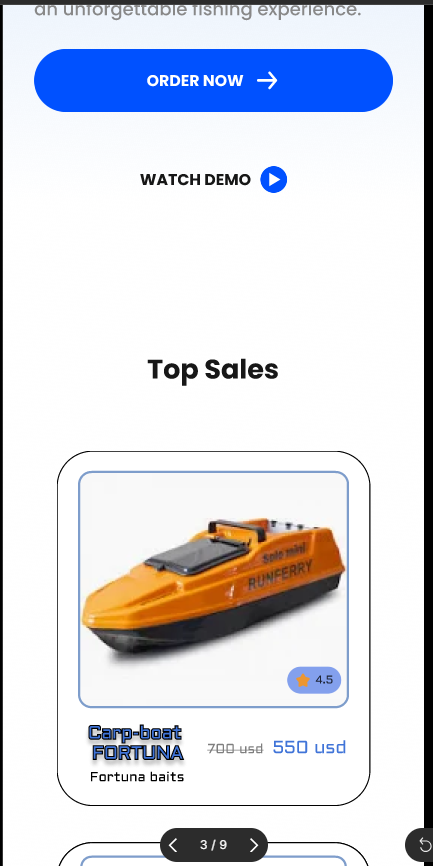 an unforgettable fishing experience.
ORDER NOW
WATCH DEMO
Top Sales
Solo mini
RUNFERRY
4.5
Carp-boat
FORTUNA
700 usd 550 usd
Fortuna baits
3 / 9